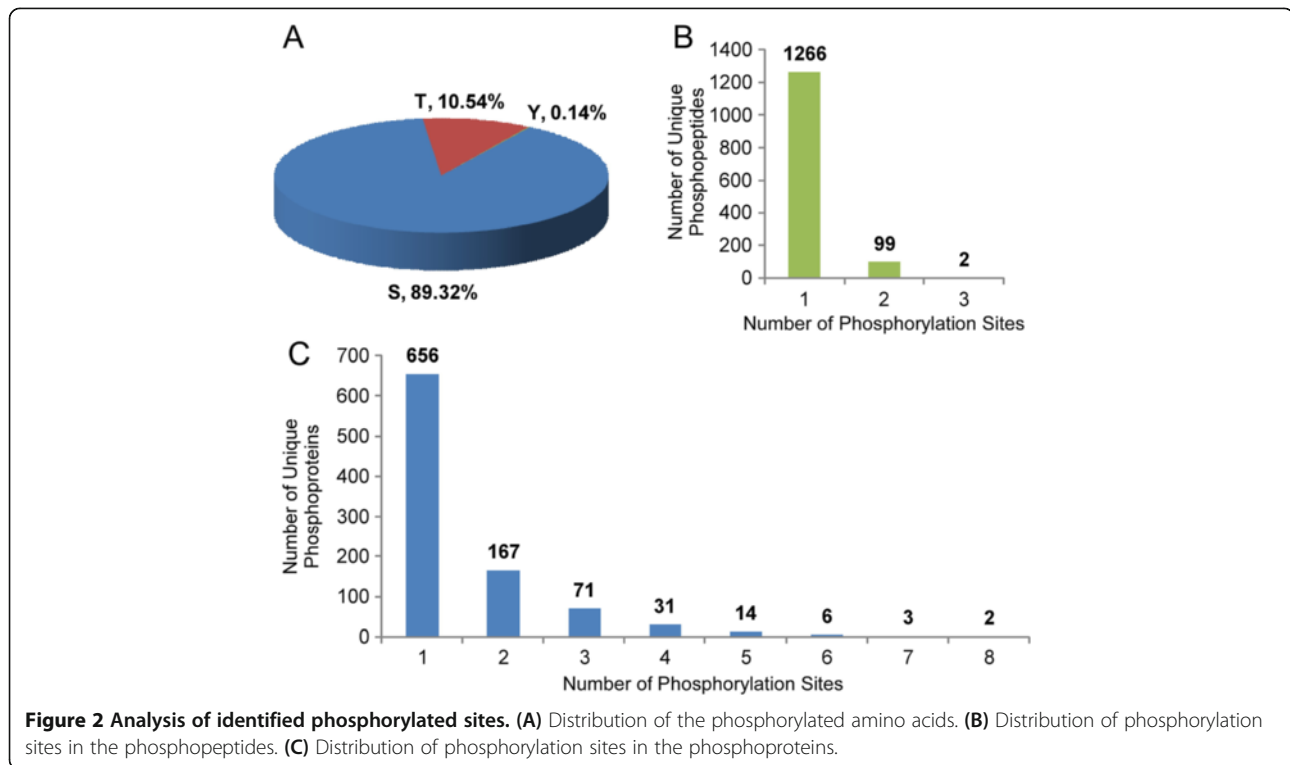 A
T, 10.54%
Y, 0.14%
S, 89.32%
B
Number of Unique
Phosphopeptides
1400
1200
1000
800
600
400
200
0
1266
99
2
1
2
3
Number of Phosphorylation Sites
C
Number of Unique
Phosphoproteins
700
600
500
400
300
200
100
0
656
167
71
31
14
6
3
2
1
2
3
4
5
6
7
8
Number of Phosphorylation Sites
Figure 2 Analysis of identified phosphorylated sites. (A) Distribution of the phosphorylated amino acids. (B) Distribution of phosphorylation
sites in the phosphopeptides. (C) Distribution of phosphorylation sites in the phosphoproteins.